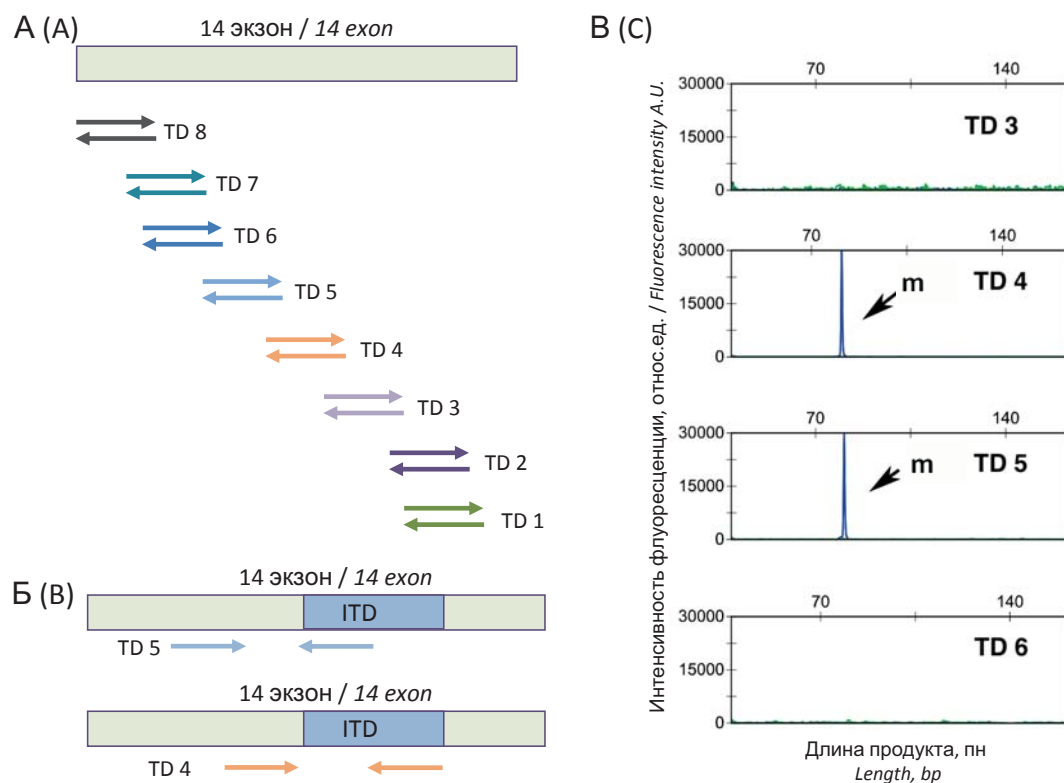 А (A)
14 экзон / 14 exon
TD 8
TD 7
TD 6
TD 5
TD 4
TD 3
TD 2
TD 1
Б (B)
14 экзон / 14 exon
ITD
TD 5
14 экзон / 14 exon
ITD
TD 4
В (C)
Интенсивность флуоресценции, относ.ед. / Fluorescence intensity A.U.
70 140
30000
TD 3
15000
0
70 140
30000
m TD 4
15000
0
70 140
30000
m TD 5
15000
0
70 140
30000
TD 6
15000
0
Длина продукта, пн
Length, bp